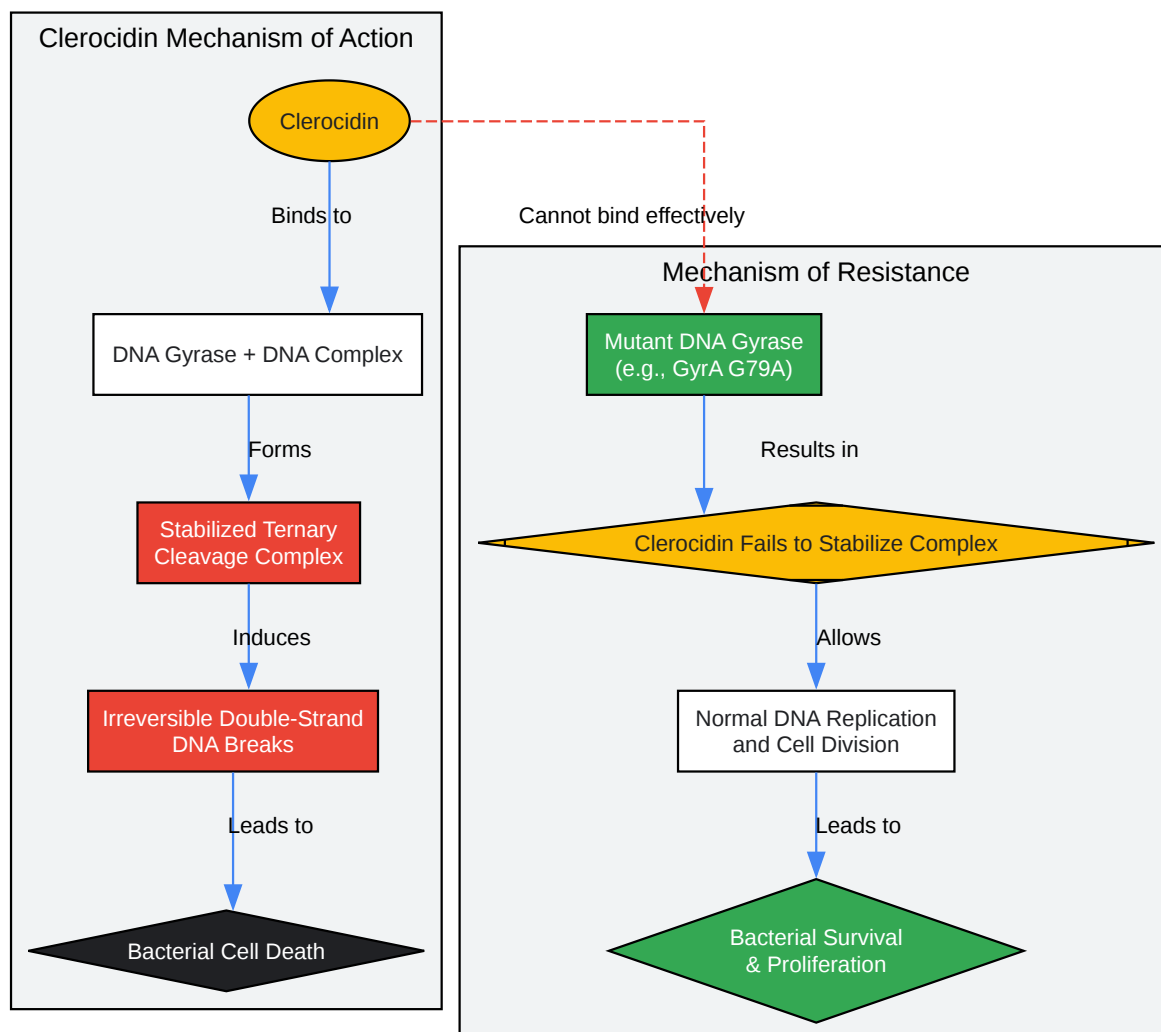 Clerocidin Mechanism of Action
Clerocidin
Binds to
DNA Gyrase + DNA Complex
Forms
Stabilized Ternary
Cleavage Complex
Induces
Irreversible Double-Strand
DNA Breaks
Leads to
Bacterial Cell Death
Cannot bind effectively
Mechanism of Resistance
Mutant DNA Gyrase
(e.g., GyrA G79A)
Results in
Clerocidin Fails to Stabilize Complex
Allows
Normal DNA Replication
and Cell Division
Leads to
Bacterial Survival
& Proliferation